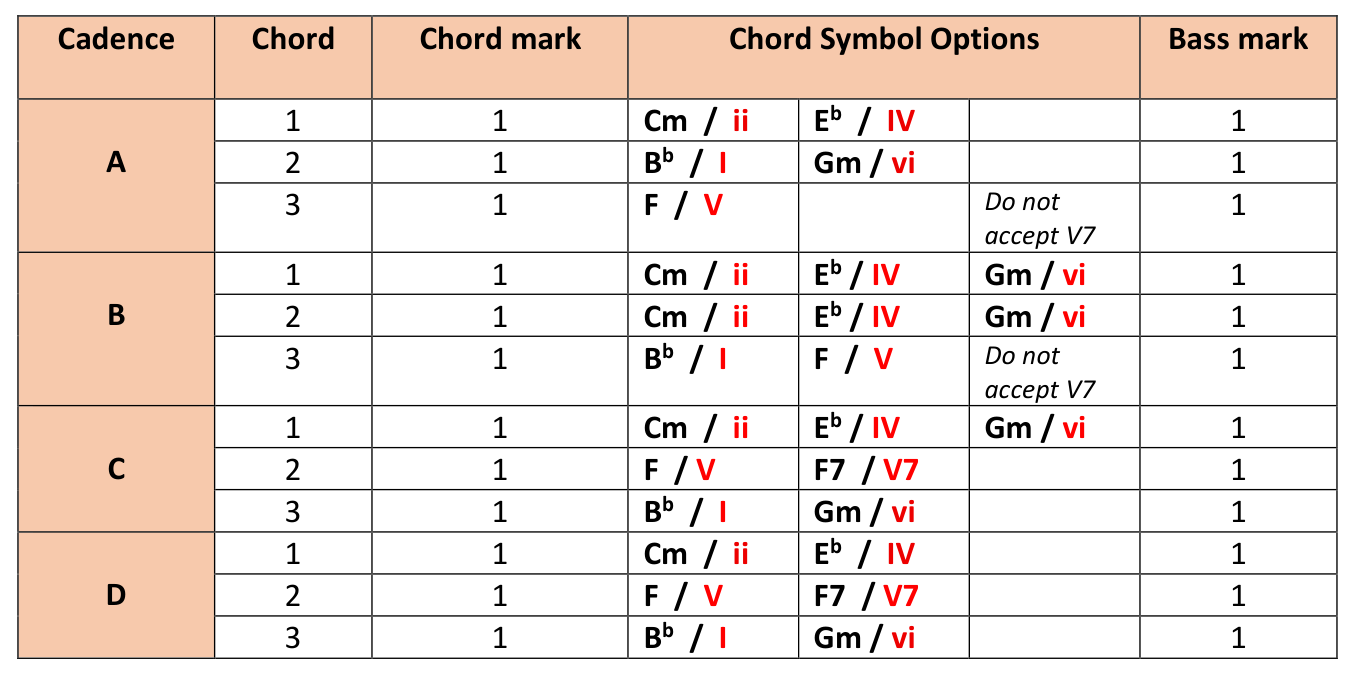 Cadence Chord Chord mark Chord Symbol Options Bass mark
A
1 1 Cm / ii Eᵇ / IV 1
2 1 Bᵇ / I Gm / vi 1
3 1 F / V Do not accept V7 1
B
1 1 Cm / ii Eᵇ / IV Gm / vi 1
2 1 Cm / ii Eᵇ / IV Gm / vi 1
3 1 Bᵇ / I F / V Do not accept V7 1
C
1 1 Cm / ii Eᵇ / IV Gm / vi 1
2 1 F / V F7 / V7 1
3 1 Bᵇ / I Gm / vi 1
D
1 1 Cm / ii Eᵇ / IV 1
2 1 F / V F7 / V7 1
3 1 Bᵇ / I Gm / vi 1